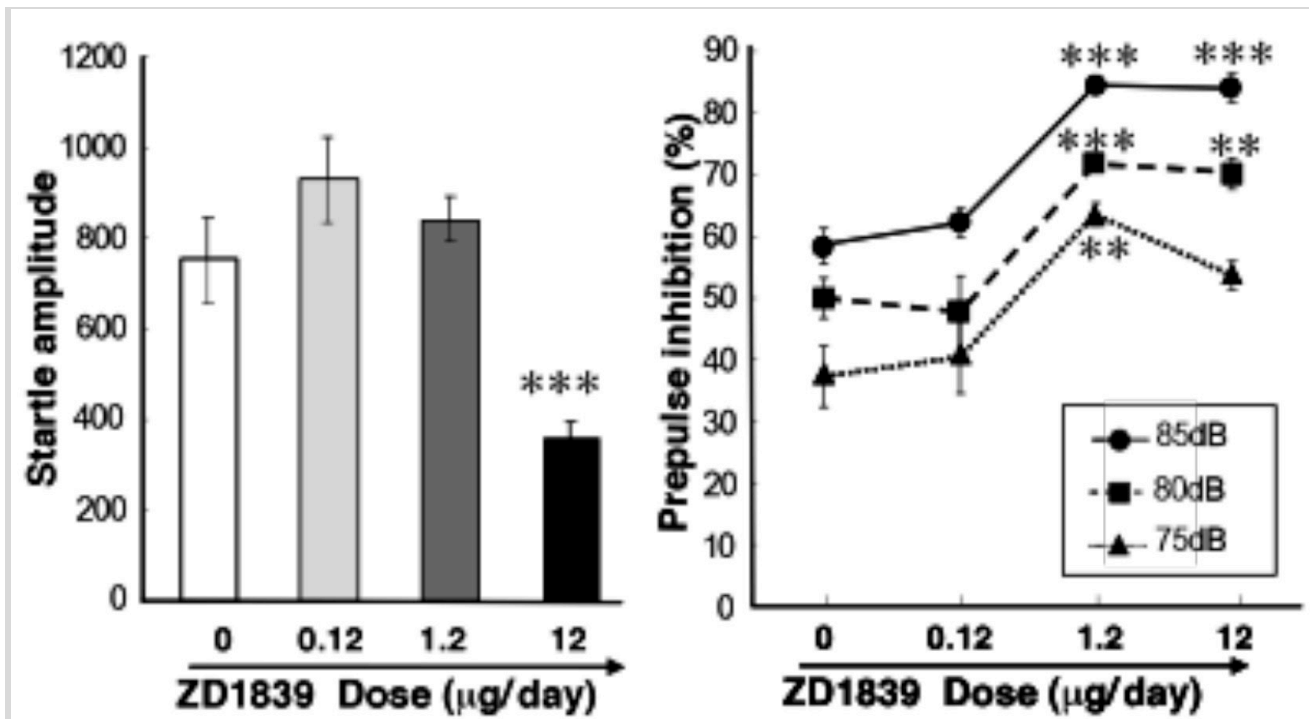 1200
1000
800
600
400
200
0
Startle amplitude
***
0 0.12 1.2 12
ZD1839 Dose (μg/day)
90
80
70
60
50
40
30
20
10
0
Prepulse inhibition (%)
*** ***
*** **
**
85dB
80dB
75dB
0 0.12 1.2 12
ZD1839 Dose (μg/day)